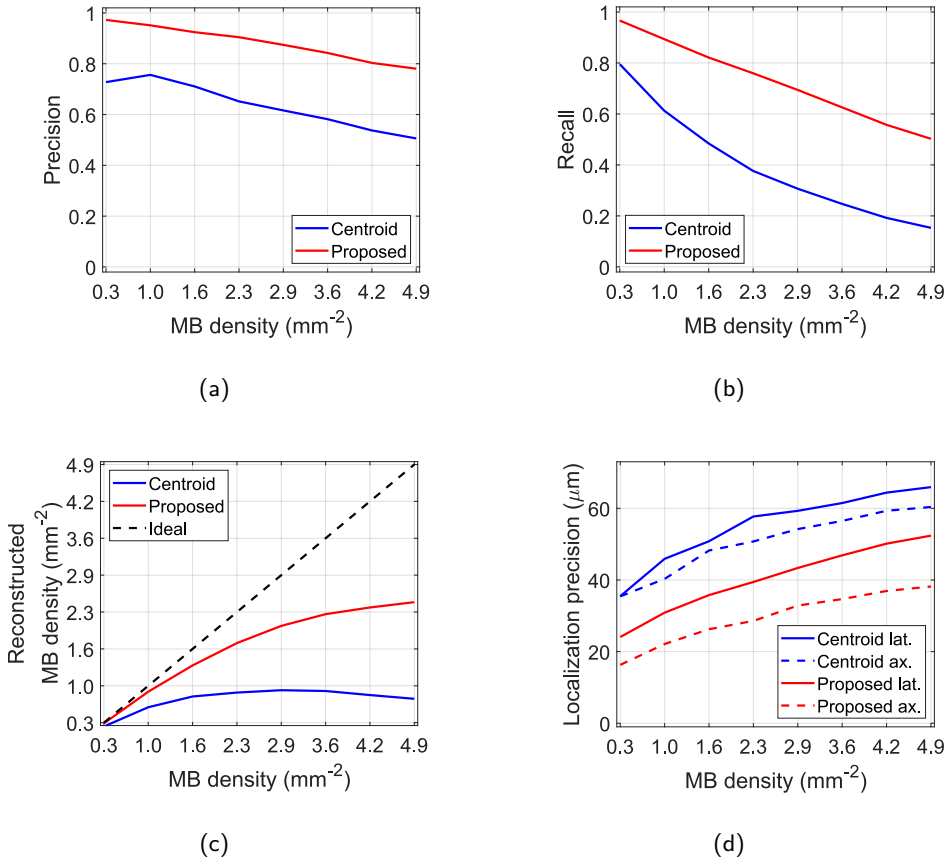 1
0.8
0.6
0.4
0.2
0
Precision
Centroid
Proposed
0.3 1.0 1.6 2.3 2.9 3.6 4.2 4.9
MB density (mm⁻²)
(a)
1
0.8
0.6
0.4
0.2
0
Recall
Centroid
Proposed
0.3 1.0 1.6 2.3 2.9 3.6 4.2 4.9
MB density (mm⁻²)
(b)
4.9
4.2
3.6
2.9
2.3
1.6
1.0
0.3
Reconstructed
MB density (mm⁻²)
Centroid
Proposed
Ideal
0.3 1.0 1.6 2.3 2.9 3.6 4.2 4.9
MB density (mm⁻²)
(c)
60
40
20
0
Localization precision (μm)
Centroid lat.
Centroid ax.
Proposed lat.
Proposed ax.
0.3 1.0 1.6 2.3 2.9 3.6 4.2 4.9
MB density (mm⁻²)
(d)